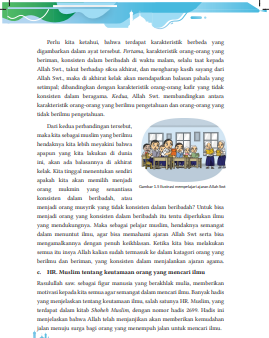 Perlu kita ketahui, bahwa terdapat karakteristik berbeda yang
digambarkan dalam ayat tersebut. Pertama, karakteristik orang-orang yang
beriman, konsisten dalam beribadah di waktu malam, selalu taat kepada
Allah Swt., takut terhadap siksa akhirat, dan mengharap kasih sayang dari
Allah Swt., maka di akhirat kelak akan mendapatkan balasan pahala yang
setimpal; dibandingkan dengan karakteristik orang-orang kafir yang tidak
konsisten dalam beragama. Kedua, Allah Swt. membandingkan antara
karakteristik orang-orang yang berilmu pengetahuan dan orang-orang yang
tidak berilmu pengetahuan.
Dari kedua perbandingan tersebut,
maka kita sebagai muslim yang berilmu
hendaknya kita lebih meyakini bahwa
apapun yang kita lakukan di dunia
ini, akan ada balasannya di akhirat
kelak. Kita tinggal menentukan sendiri
apakah kita akan memilih menjadi
orang mukmin yang senantiasa
konsisten dalam beribadah, atau
menjadi orang musyrik yang tidak konsisten dalam beribadah? Untuk bisa
menjadi orang yang konsisten dalam beribadah itu tentu diperlukan ilmu
yang mendukungnya. Maka sebagai pelajar muslim, hendaknya semangat
dalam menuntut ilmu, agar bisa memahami ajaran Allah Swt serta bisa
mengamalkannya dengan penuh keikhlasan. Ketika kita bisa melakukan
semua itu insya Allah kalian sudah termasuk ke dalam katagori orang yang
berilmu dan beriman, yang konsisten dalam menjalankan ajaran agama.
Gambar 1.5 Ilustrasi mempelajari ajaran Allah Swt
c. HR. Muslim tentang keutamaan orang yang mencari ilmu
Rasulullah saw. sebagai figur manusia yang berakhlak mulia, memberikan
motivasi kepada kita semua agar semangat dalam mencari ilmu. Banyak hadis
yang menjelaskan tentang keutamaan ilmu, salah satunya HR. Muslim, yang
terdapat dalam kitab Shaheh Muslim, dengan nomor hadis 2699. Hadis ini
menjelaskan bahwa Allah telah menjanjikan akan memberikan kemudahan
jalan menuju surga bagi orang yang menempuh jalan untuk mencari ilmu.